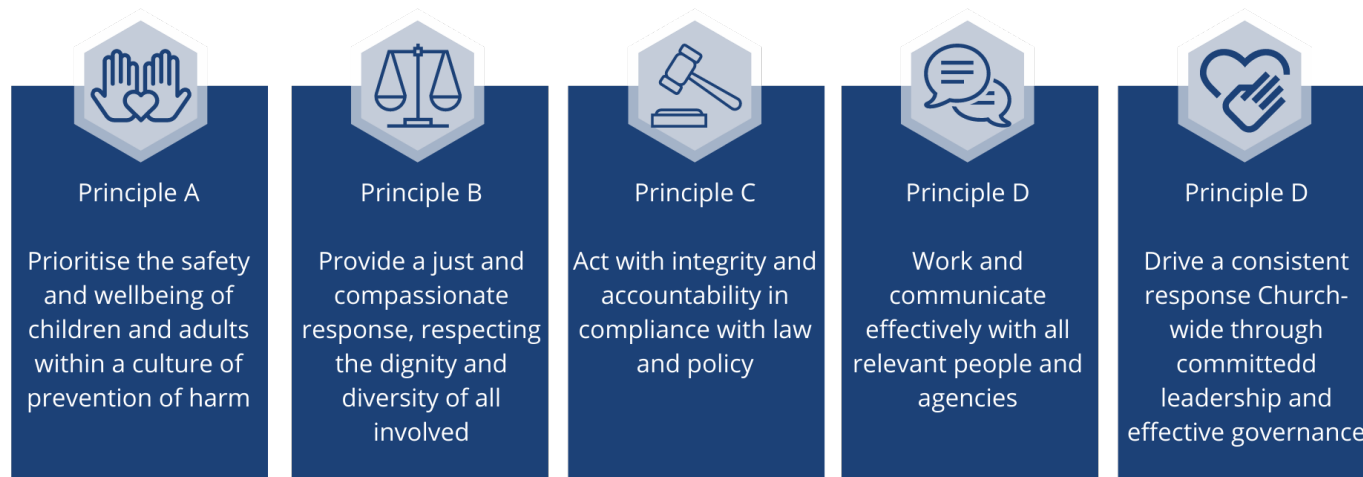 Principle A
Prioritise the safety
and wellbeing of
children and adults
within a culture of
prevention of harm
Principle B
Provide a just and
compassionate
response, respecting
the dignity and
diversity of all
involved
Principle C
Act with integrity and
accountability in
compliance with law
and policy
Principle D
Work and
communicate
effectively with all
relevant people and
agencies
Principle D
Drive a consistent
response Church-
wide through
committedd
leadership and
effective governance